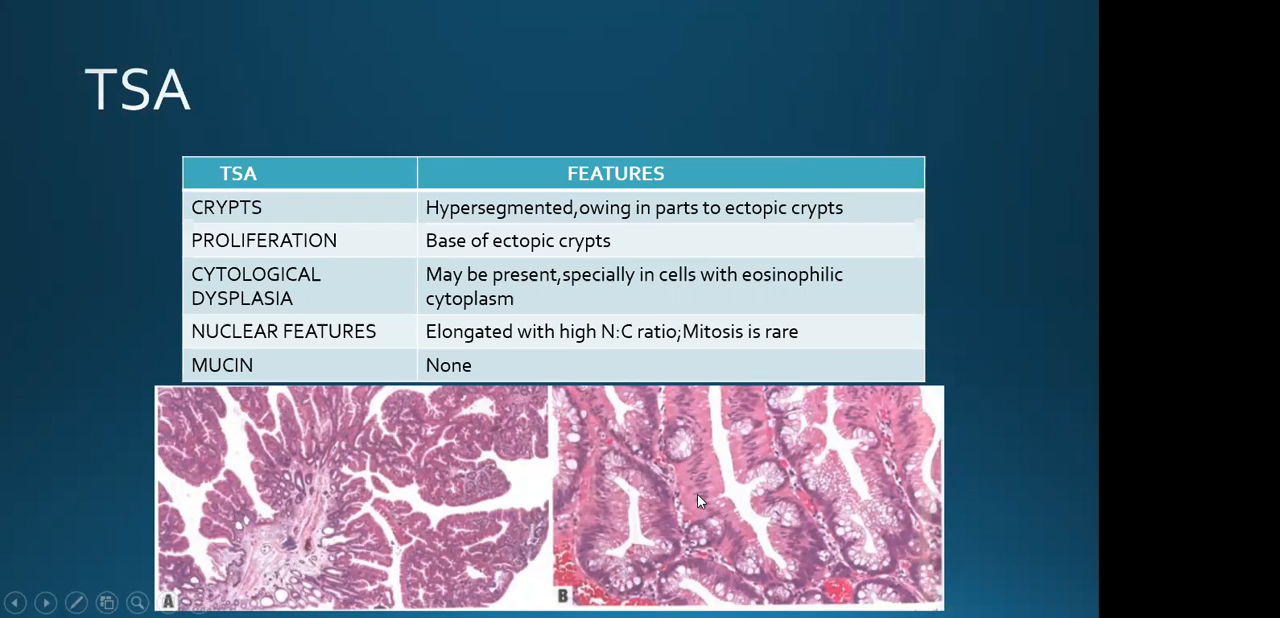 TSA
TSA FEATURES
CRYPTS Hypersegmented,owing in parts to ectopic crypts
PROLIFERATION Base of ectopic crypts
CYTOLOGICAL DYSPLASIA May be present,specially in cells with eosinophilic cytoplasm
NUCLEAR FEATURES Elongated with high N:C ratio;Mitosis is rare
MUCIN None
A B